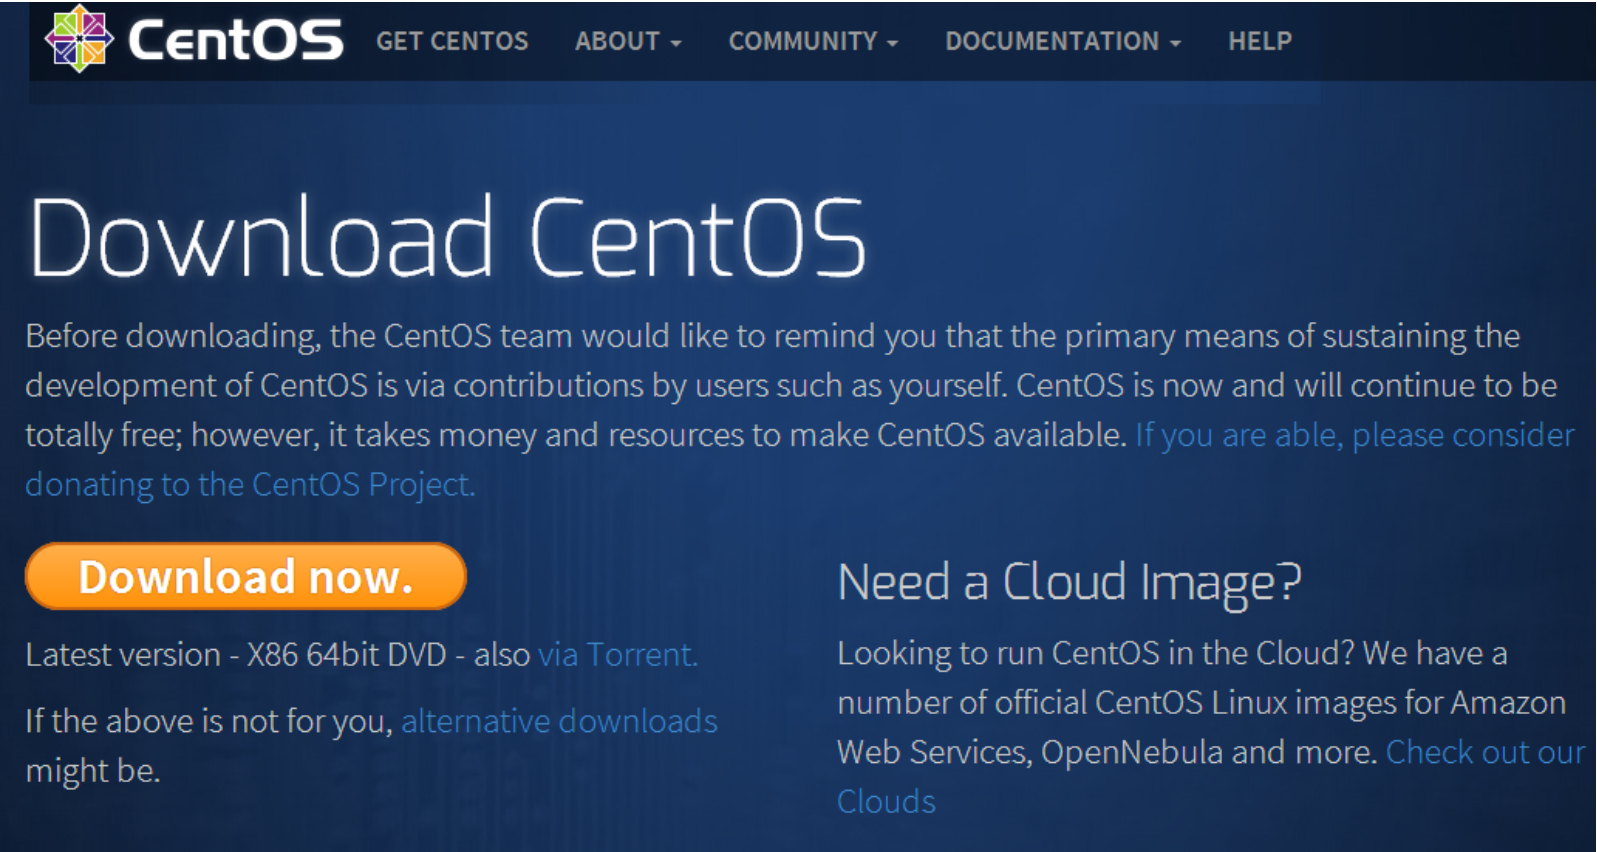 CentOS GET CENTOS ABOUT COMMUNITY DOCUMENTATION HELP
Download CentOS
Before downloading, the CentOS team would like to remind you that the primary means of sustaining the
development of CentOS is via contributions by users such as yourself. CentOS is now and will continue to be
totally free; however, it takes money and resources to make CentOS available. If you are able, please consider
donating to the CentOS Project.
Download now.
Latest version - X86 64bit DVD - also via Torrent.
If the above is not for you, alternative downloads
might be.
Need a Cloud Image?
Looking to run CentOS in the Cloud? We have a
number of official CentOS Linux images for Amazon
Web Services, OpenNebula and more. Check out our
Clouds